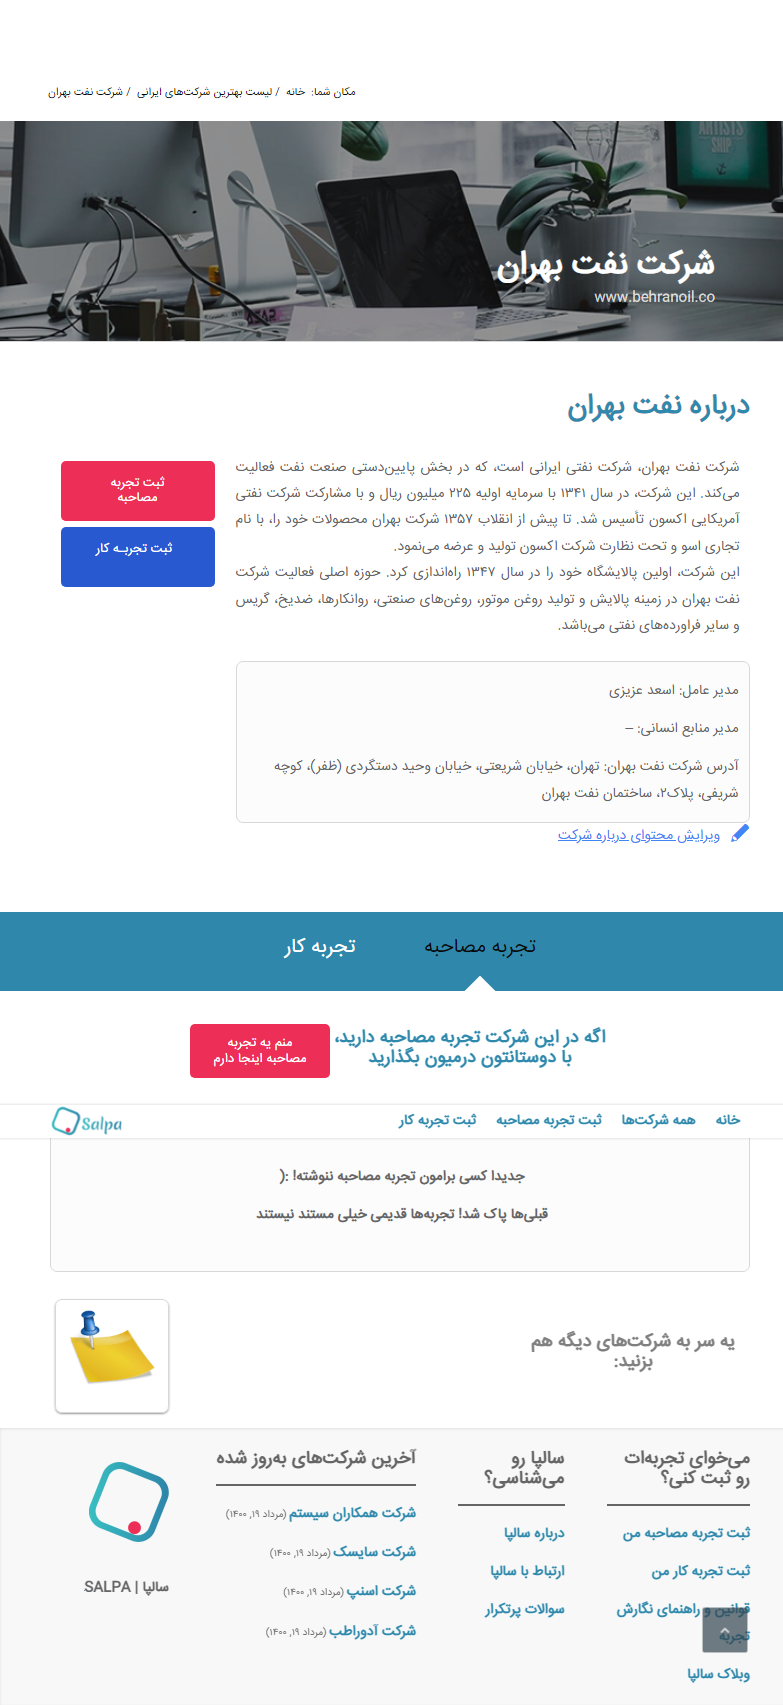 مکان شما: خانه / لیست بهترین شرکت‌های ایرانی / شرکت نفت بهران
ARTISTS
SHIP
شرکت نفت بهران
www.behranoil.co
درباره نفت بهران
شرکت نفت بهران، شرکت نفتی ایرانی است، که در بخش پایین‌دستی صنعت نفت فعالیت
می‌کند. این شرکت، در سال ۱۳۴۱ با سرمایه اولیه ۲۲۵ میلیون ریال و با مشارکت شرکت نفتی
آمریکایی اکسون تأسیس شد. تا پیش از انقلاب ۱۳۵۷ شرکت بهران محصولات خود را، با نام
تجاری اسو و تحت نظارت شرکت اکسون تولید و عرضه می‌نمود.
این شرکت، اولین پالایشگاه خود را در سال ۱۳۴۷ راه‌اندازی کرد. حوزه اصلی فعالیت شرکت
نفت بهران در زمینه پالایش و تولید روغن موتور، روغن‌های صنعتی، روانکارها، ضدیخ، گریس
و سایر فراورده‌های نفتی می‌باشد.
ثبت تجربه
مصاحبه
ثبت تجربـه کار
مدیر عامل: اسعد عزیزی
مدیر منابع انسانی: –
آدرس شرکت نفت بهران: تهران، خیابان شریعتی، خیابان وحید دستگردی (ظفر)، کوچه
شریفی، پلاک۲، ساختمان نفت بهران
ویرایش محتوای درباره شرکت
تجربه مصاحبه
تجربه کار
اگه در این شرکت تجربه مصاحبه دارید،
با دوستانتون درمیون بگذارید
منم یه تجربه
مصاحبه اینجا دارم
خانه همه شرکت‌ها ثبت تجربه مصاحبه ثبت تجربه کار
Salpa
جدیدا کسی برامون تجربه مصاحبه ننوشته! :(
قبلی‌ها پاک شد! تجربه‌ها قدیمی خیلی مستند نیستند
یه سر به شرکت‌های دیگه هم
بزنید:
می‌خوای تجربه‌ات
رو ثبت کنی؟
ثبت تجربه مصاحبه من
ثبت تجربه کار من
قوانین و راهنمای نگارش
تجربه
وبلاک سالپا
سالپا رو
می‌شناسی؟
درباره سالپا
ارتباط با سالپا
سوالات پرتکرار
آخرین شرکت‌های به‌روز شده
شرکت همکاران سیستم (مرداد ۱۹, ۱۴۰۰)
شرکت سایسک (مرداد ۱۹, ۱۴۰۰)
شرکت اسنپ (مرداد ۱۹, ۱۴۰۰)
شرکت آدوراطب (مرداد ۱۹, ۱۴۰۰)
سالپا | SALPA